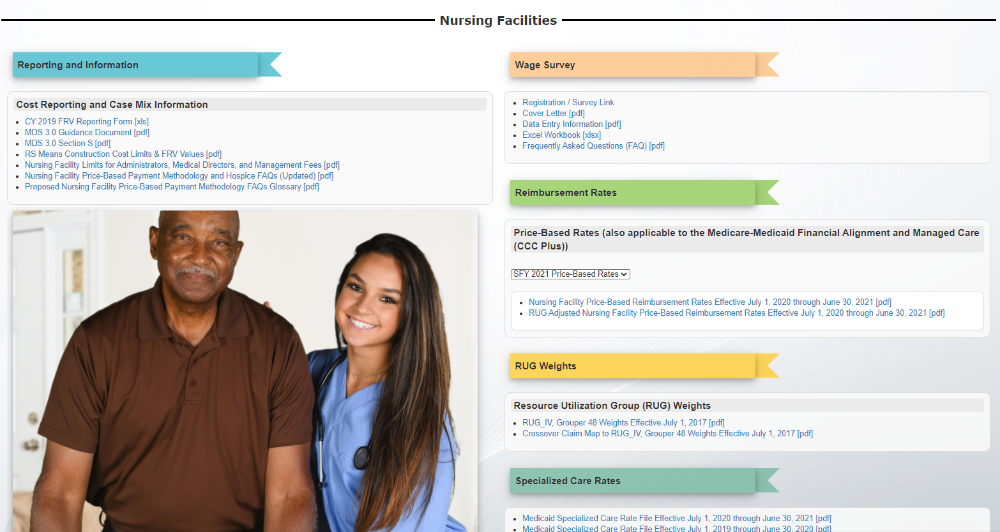 Nursing Facilities
Reporting and Information
Cost Reporting and Case Mix Information
CY 2019 FRV Reporting Form [xls]
MDS 3.0 Guidance Document [pdf]
MDS 3.0 Section S [pdf]
RS Means Construction Cost Limits & FRV Values [pdf]
Nursing Facility Limits for Administrators, Medical Directors, and Management Fees [pdf]
Nursing Facility Price-Based Payment Methodology and Hospice FAQs (Updated) [pdf]
Proposed Nursing Facility Price-Based Payment Methodology FAQs Glossary [pdf]
Wage Survey
Registration / Survey Link
Cover Letter [pdf]
Data Entry Information [pdf]
Excel Workbook [xlsx]
Frequently Asked Questions (FAQ) [pdf]
Reimbursement Rates
Price-Based Rates (also applicable to the Medicare-Medicaid Financial Alignment and Managed Care
(CCC Plus))
SFY 2021 Price-Based Rates
Nursing Facility Price-Based Reimbursement Rates Effective July 1, 2020 through June 30, 2021 [pdf]
RUG Adjusted Nursing Facility Price-Based Reimbursement Rates Effective July 1, 2020 through June 30, 2021 [pdf]
RUG Weights
Resource Utilization Group (RUG) Weights
RUG_IV, Grouper 48 Weights Effective July 1, 2017 [pdf]
Crossover Claim Map to RUG_IV, Grouper 48 Weights Effective July 1, 2017 [pdf]
Specialized Care Rates
Medicaid Specialized Care Rate File Effective July 1, 2020 through June 30, 2021 [pdf]
Medicaid Specialized Care Rate File Effective July 1, 2019 through June 30, 2020 [pdf]